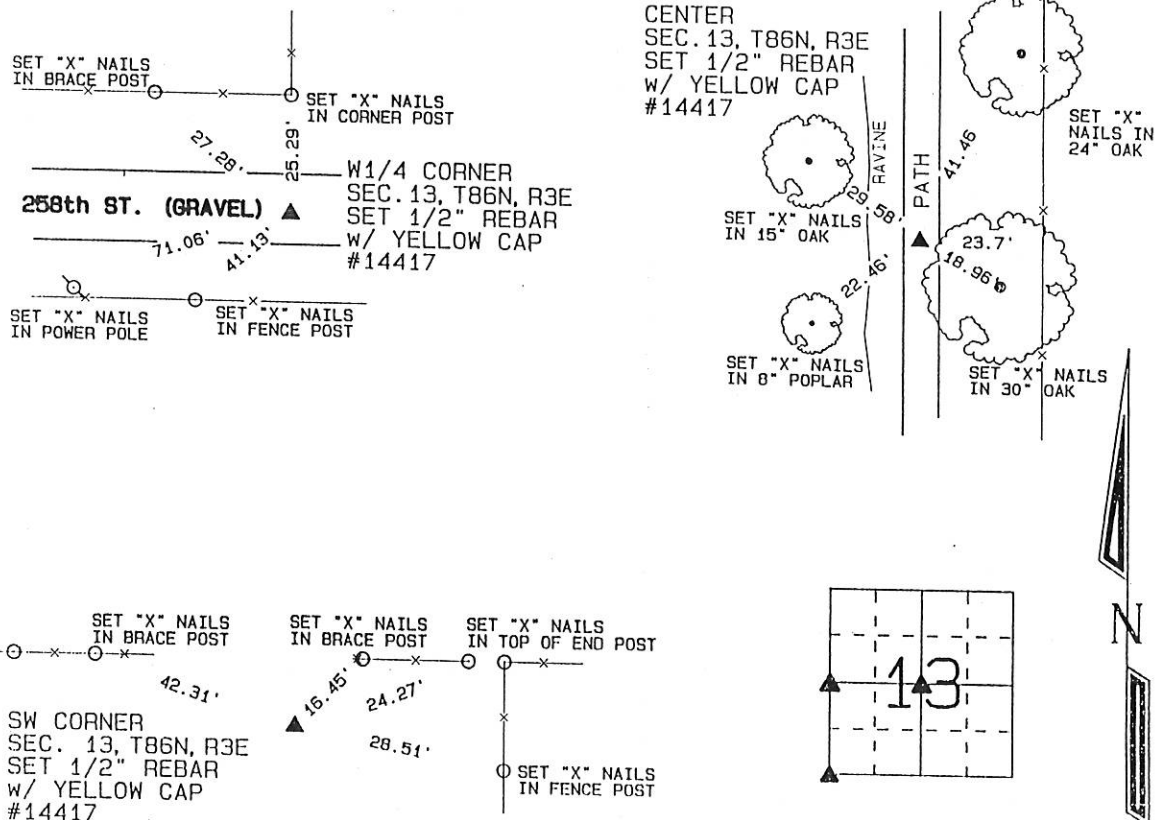 SET "X" NAILS
IN BRACE POST
SET "X" NAILS
IN CORNER POST
27.28'
25.29'
W1/4 CORNER
SEC. 13, T86N, R3E
SET 1/2" REBAR
w/ YELLOW CAP
#14417
258th ST. (GRAVEL)
71.06'
41.13'
SET "X" NAILS
IN POWER POLE
SET "X" NAILS
IN FENCE POST
CENTER
SEC. 13, T86N, R3E
SET 1/2" REBAR
w/ YELLOW CAP
#14417
RAVINE
PATH
41.46
SET "X"
NAILS IN
24" OAK
29.58'
SET "X" NAILS
IN 15" OAK
23.7'
18.96'
22.46'
SET "X" NAILS
IN 8" POPLAR
SET "X" NAILS
IN 30" OAK
SET "X" NAILS
IN BRACE POST
SET "X" NAILS
IN BRACE POST
SET "X" NAILS
IN TOP OF END POST
42.31'
16.45'
24.27'
28.51'
SW CORNER
SEC. 13, T86N, R3E
SET 1/2" REBAR
w/ YELLOW CAP
#14417
SET "X" NAILS
IN FENCE POST
13
N